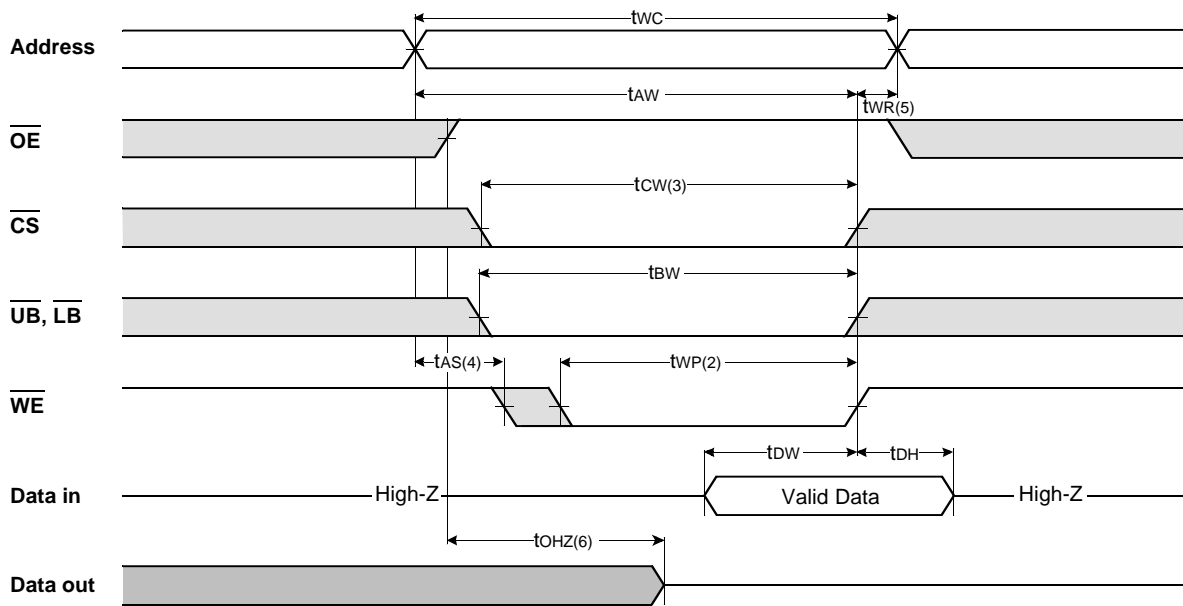 tWC
Address
tAW
tWR(5)
OE
tCW(3)
CS
tBW
UB, LB
tAS(4) tWP(2)
WE
tDW tDH
Data in High-Z Valid Data High-Z
tOHZ(6)
Data out